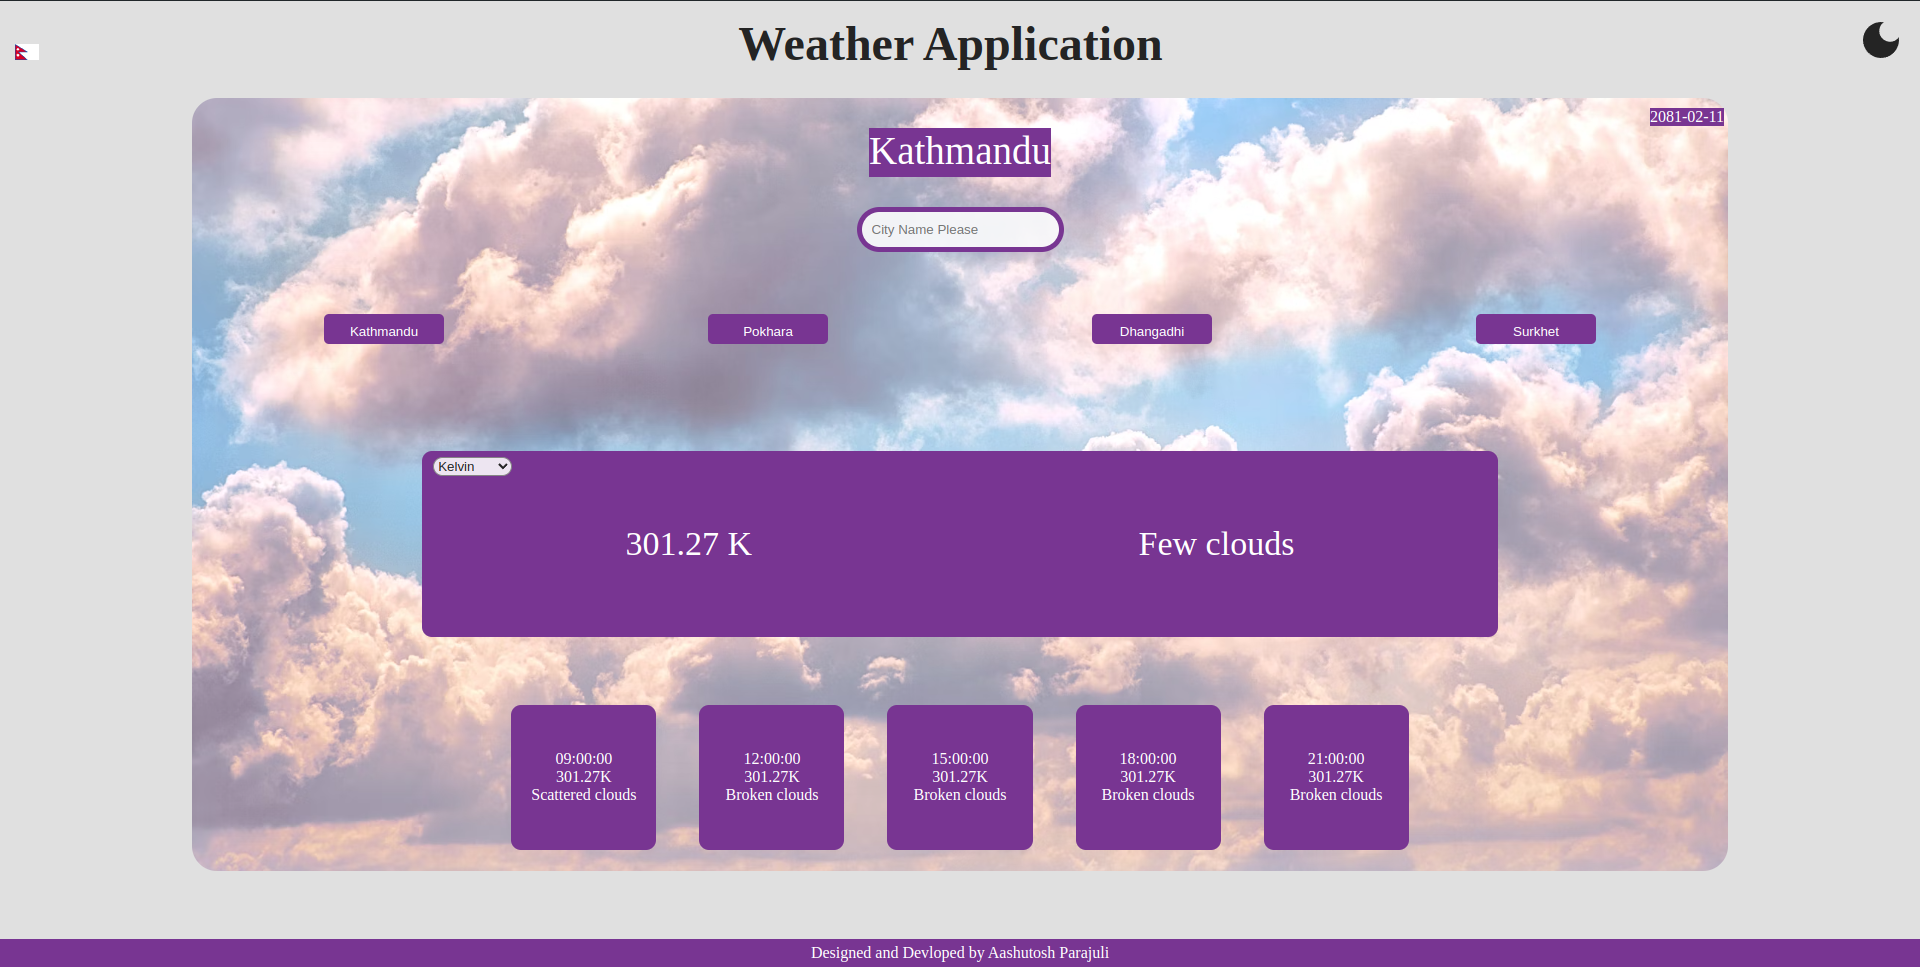 Weather Application
2081-02-11
Kathmandu
City Name Please
Kathmandu
Pokhara
Dhangadhi
Surkhet
Kelvin
301.27 K
Few clouds
09:00:00
301.27K
Scattered clouds
12:00:00
301.27K
Broken clouds
15:00:00
301.27K
Broken clouds
18:00:00
301.27K
Broken clouds
21:00:00
301.27K
Broken clouds
Designed and Devloped by Aashutosh Parajuli